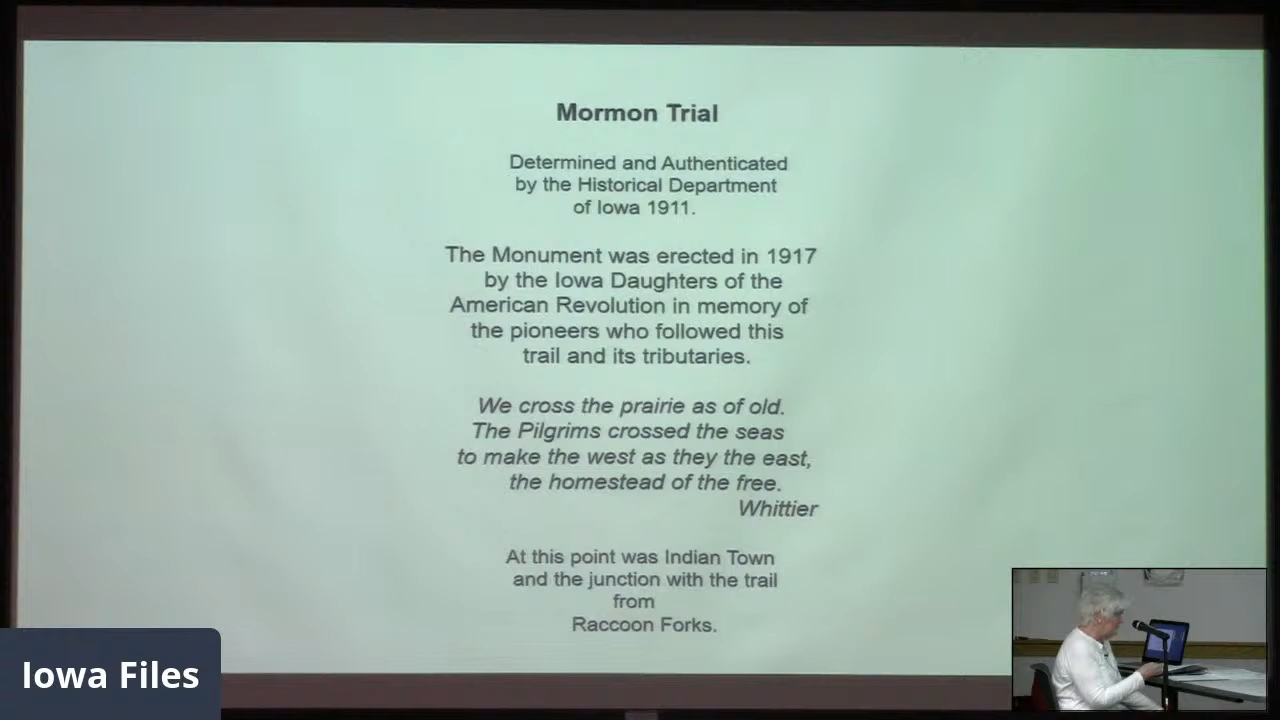 Mormon Trial
Determined and Authenticated
by the Historical Department
of Iowa 1911.
The Monument was erected in 1917
by the Iowa Daughters of the
American Revolution in memory of
the pioneers who followed this
trail and its tributaries.
We cross the prairie as of old.
The Pilgrims crossed the seas
to make the west as they the east,
the homestead of the free.
Whittier
At this point was Indian Town
and the junction with the trail
from
Raccoon Forks.
Iowa Files